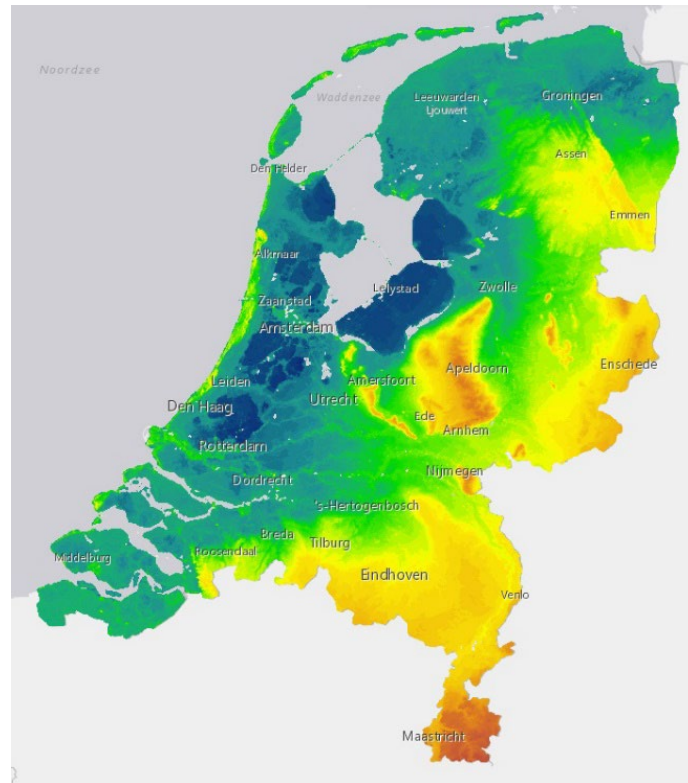 Noordzee
Waddenzee
Leeuwarden
Ljouwert
Groningen
Assen
Den Helder
Emmen
Alkmaar
Lelystad
Zwolle
Zaanstad
Amsterdam
Enschede
Apeldoorn
Leiden
Amersfoort
Utrecht
Den Haag
Ede
Arnhem
Rotterdam
Nijmegen
Dordrecht
's-Hertogenbosch
Breda
Tilburg
Roosendaal
Middelburg
Eindhoven
Venlo
Maastricht